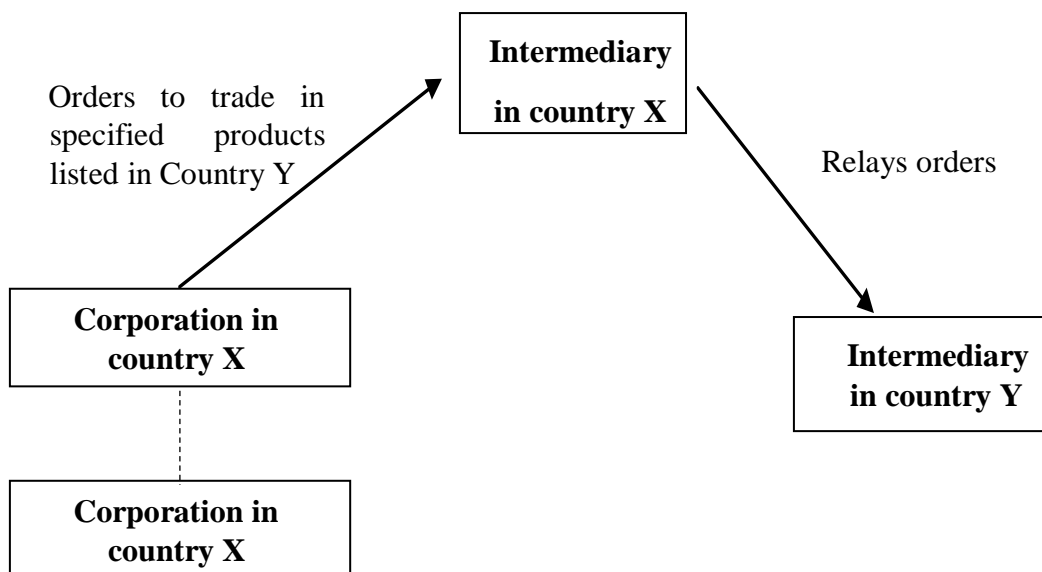 Intermediary
in country X
Orders to trade in
specified products
listed in Country Y
Relays orders
Corporation in
country X
Intermediary
in country Y
Corporation in
country X